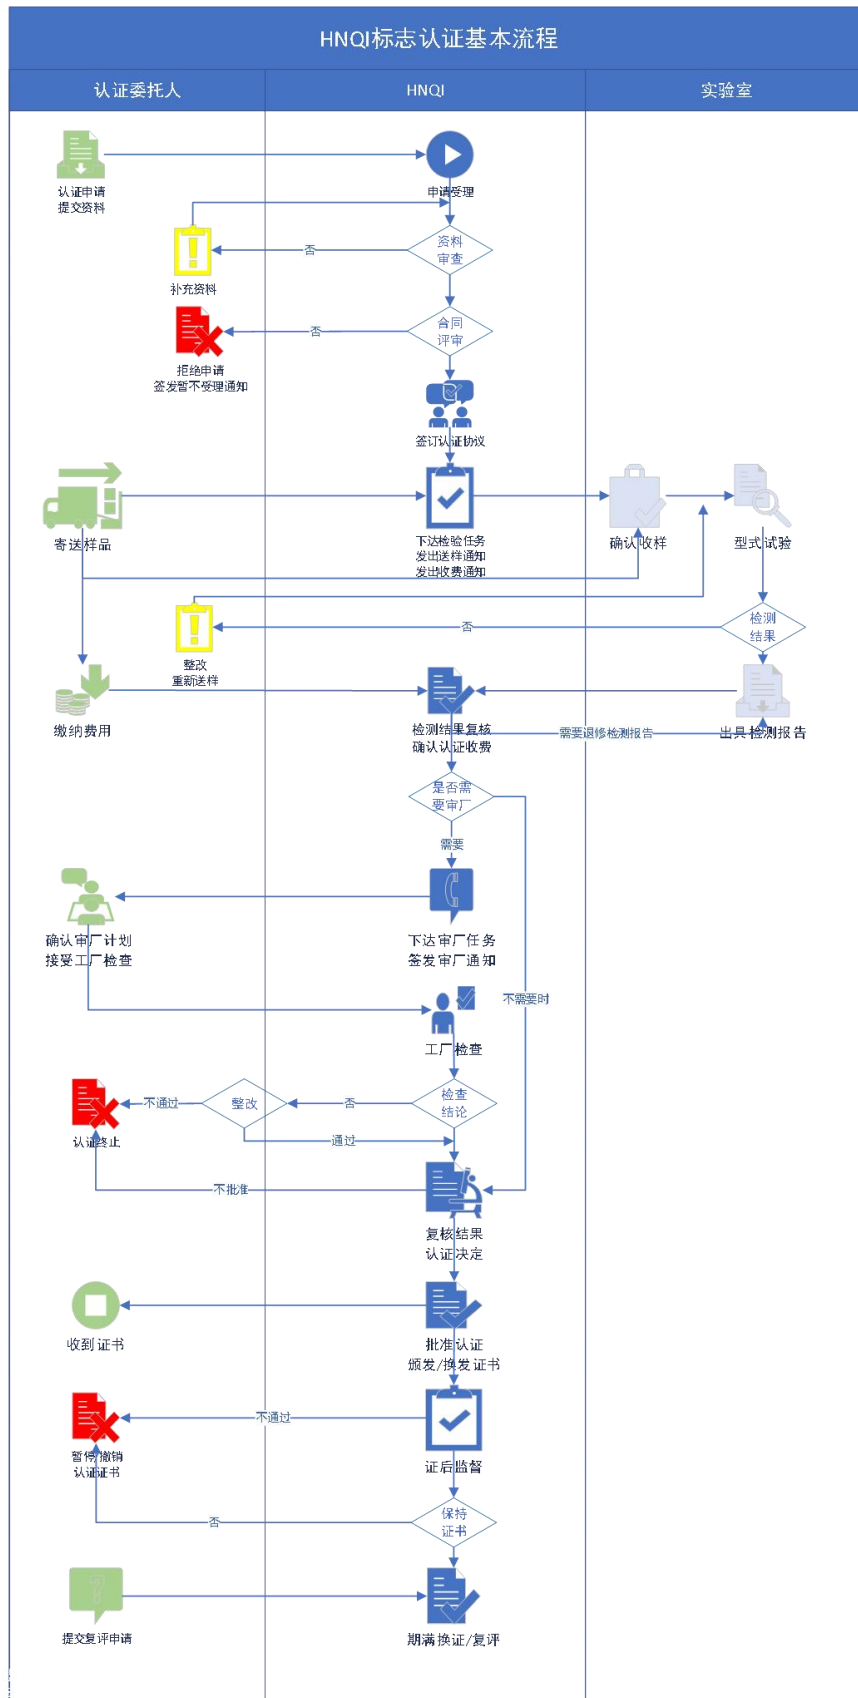 HNQI标志认证基本流程
认证委托人
HNQI
实验室
认证申请
提交资料
申请受理
资料
审查
否
补充资料
合同
评审
否
拒绝申请
签发暂不受理通知
签订认证协议
寄送样品
下达检验任务
发出送样通知
发出收费通知
确认收样
型式试验
检测
结果
否
整改
重新送样
缴纳费用
检测结果复核
确认认证收费
需要退修检测报告
出具检测报告
是否需
要审厂
需要
确认审厂计划
接受工厂检查
下达审厂任务
签发审厂通知
不需要时
工厂检查
检查
结论
否
整改
不通过
认证终止
通过
不批准
复核结果
认证决定
收到证书
批准认证
颁发/换发证书
不通过
暂停/撤销
认证证书
证后监督
保持
证书
否
提交复评申请
期满换证/复评